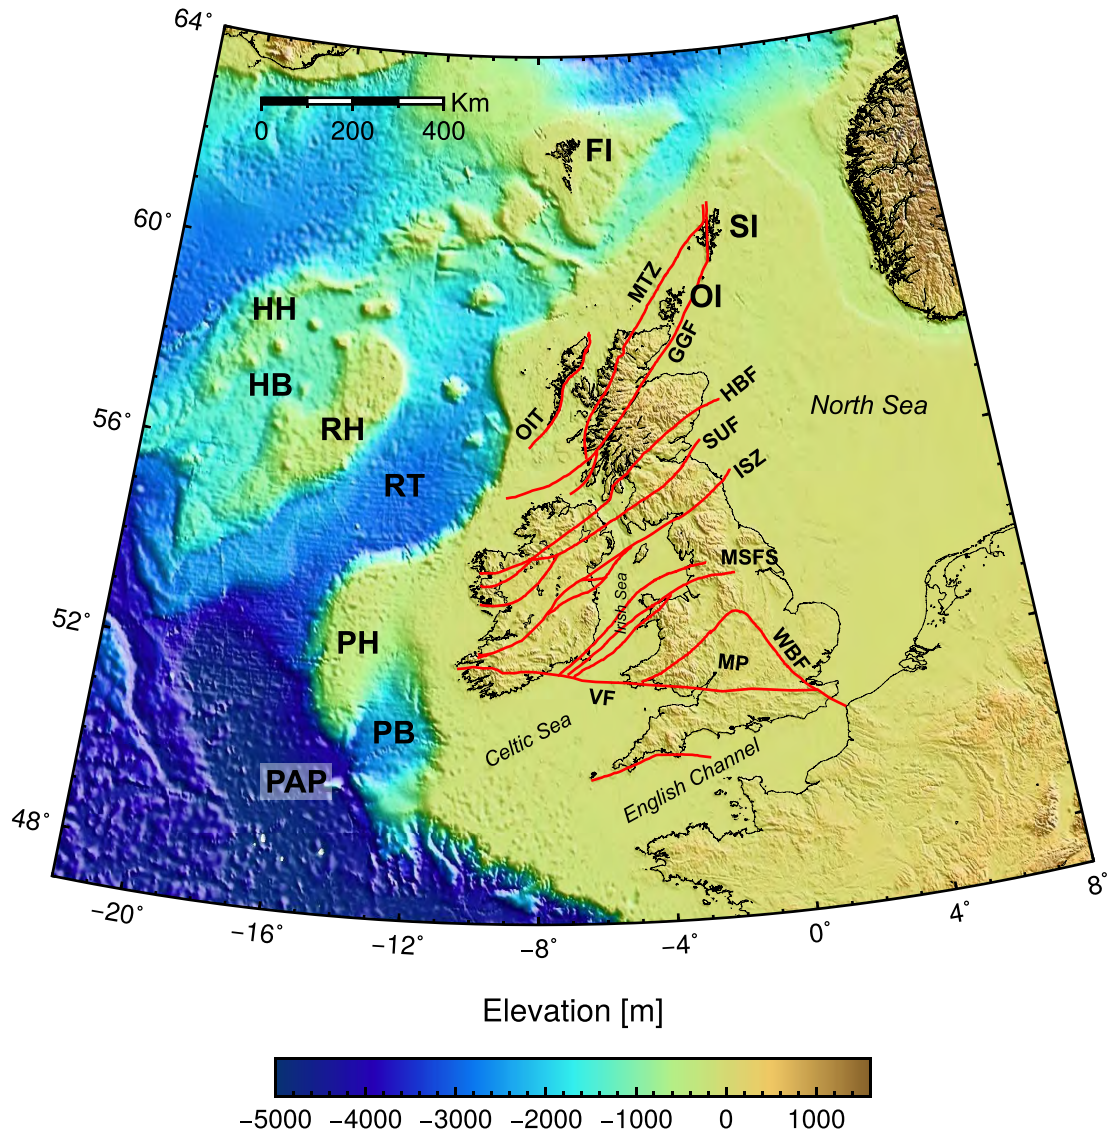 64°
Km
0 200 400
FI
60°
SI
MTZ
OI
HH
GGF
HB
HBF
56°
OIT
North Sea
RH
SUF
ISZ
RT
MSFS
Irish Sea
52°
PH
WBF
MP
VF
PB
Celtic Sea
English Channel
PAP
48°
−20° −16° −12° −8° −4° 0° 4° 8°
Elevation [m]
−5000 −4000 −3000 −2000 −1000 0 1000